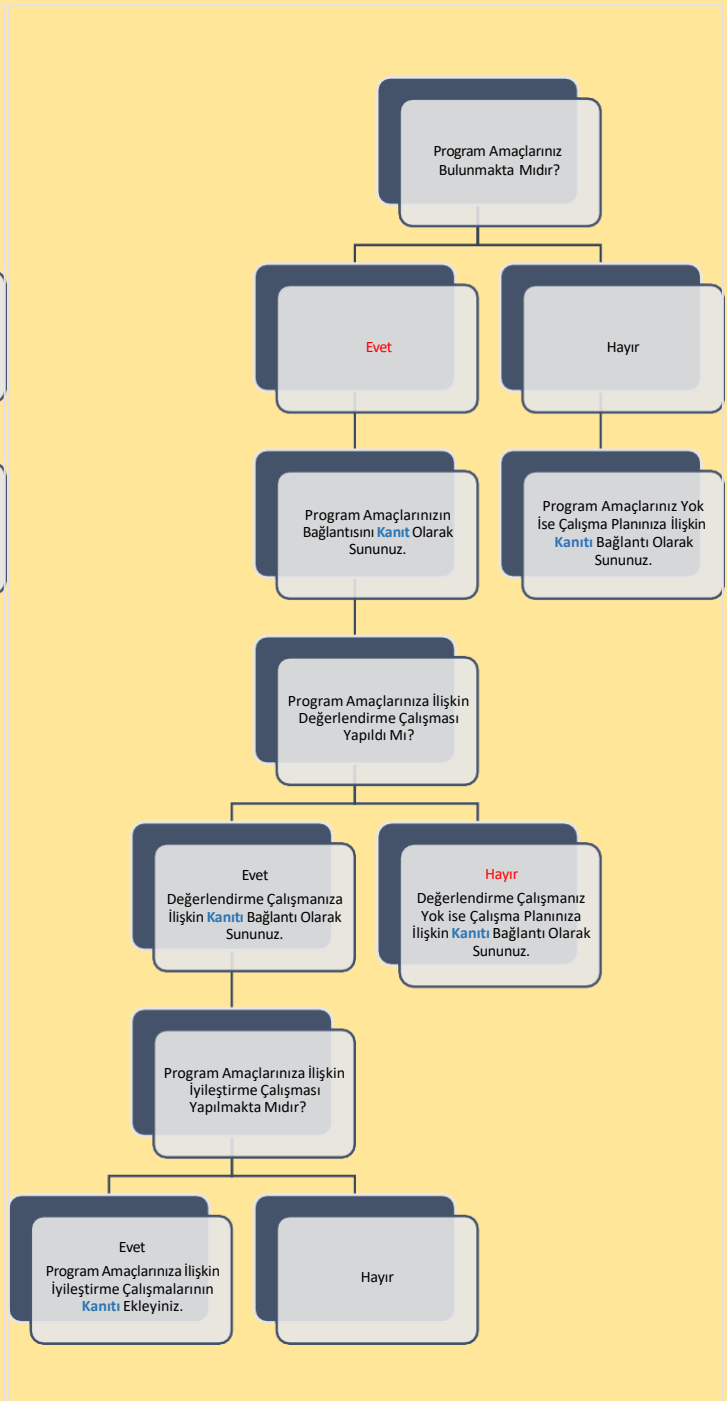 Program Amaçlarınız
Bulunmakta Mıdır?
Evet
Hayır
Program Amaçlarınızın
Bağlantısını Kanıt Olarak
Sununuz.
Program Amaçlarınız Yok
İse Çalışma Planınıza İlişkin
Kanıtı Bağlantı Olarak
Sununuz.
Program Amaçlarınıza İlişkin
Değerlendirme Çalışması
Yapıldı Mı?
Evet
Değerlendirme Çalışmanıza
İlişkin Kanıtı Bağlantı Olarak
Sununuz.
Hayır
Değerlendirme Çalışmanız
Yok ise Çalışma Planınıza
İlişkin Kanıtı Bağlantı Olarak
Sununuz.
Program Amaçlarınıza İlişkin
İyileştirme Çalışması
Yapılmakta Mıdır?
Evet
Program Amaçlarınıza İlişkin
İyileştirme Çalışmalarının
Kanıtı Ekleyiniz.
Hayır